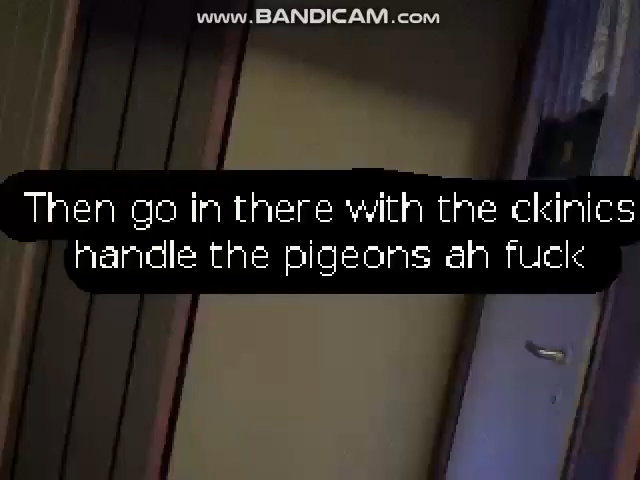 www.BANDICAM.com
Then go in there with the ckinics
handle the pigeons ah fuck